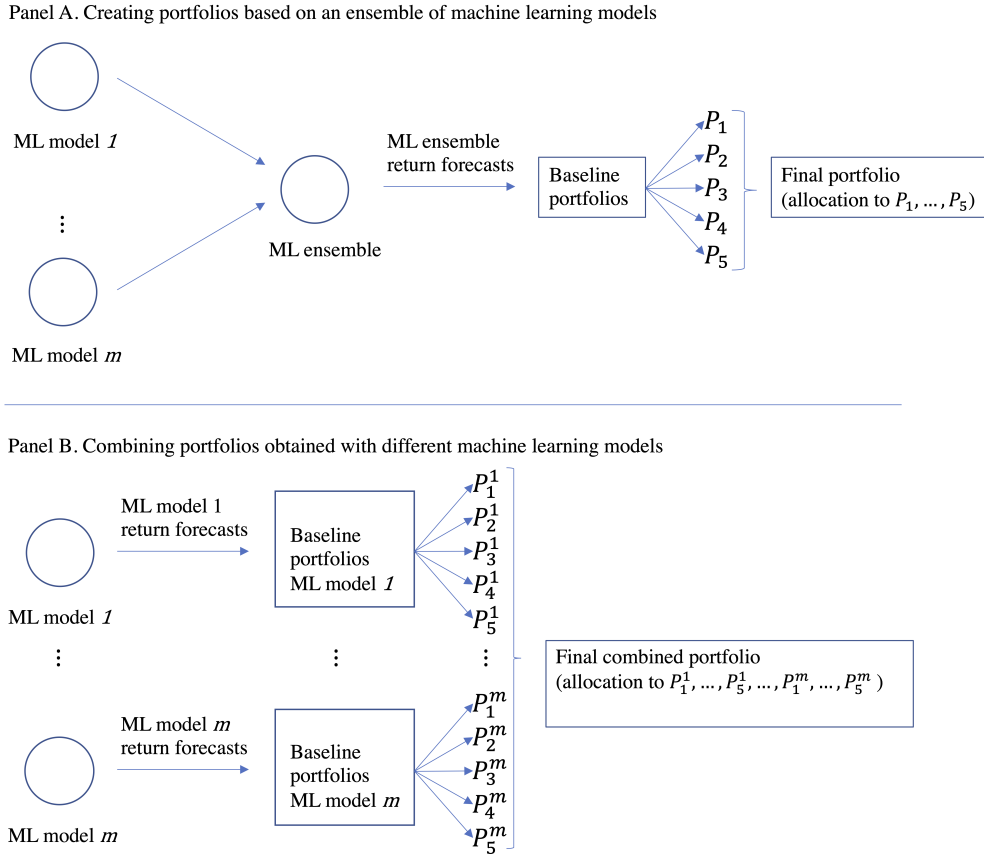 Panel A. Creating portfolios based on an ensemble of machine learning models
ML model 1
⋮
ML model m
ML ensemble
ML ensemble
return forecasts
Baseline
portfolios
P₁
P₂
P₃
P₄
P₅
Final portfolio
(allocation to P₁, …, P₅)
Panel B. Combining portfolios obtained with different machine learning models
ML model 1
ML model 1
return forecasts
Baseline
portfolios
ML model 1
P₁¹
P₂¹
P₃¹
P₄¹
P₅¹
⋮ ⋮ ⋮
ML model m
ML model m
return forecasts
Baseline
portfolios
ML model m
P₁ᵐ
P₂ᵐ
P₃ᵐ
P₄ᵐ
P₅ᵐ
Final combined portfolio
(allocation to P₁¹, …, P₅¹, …, P₁ᵐ, …, P₅ᵐ )